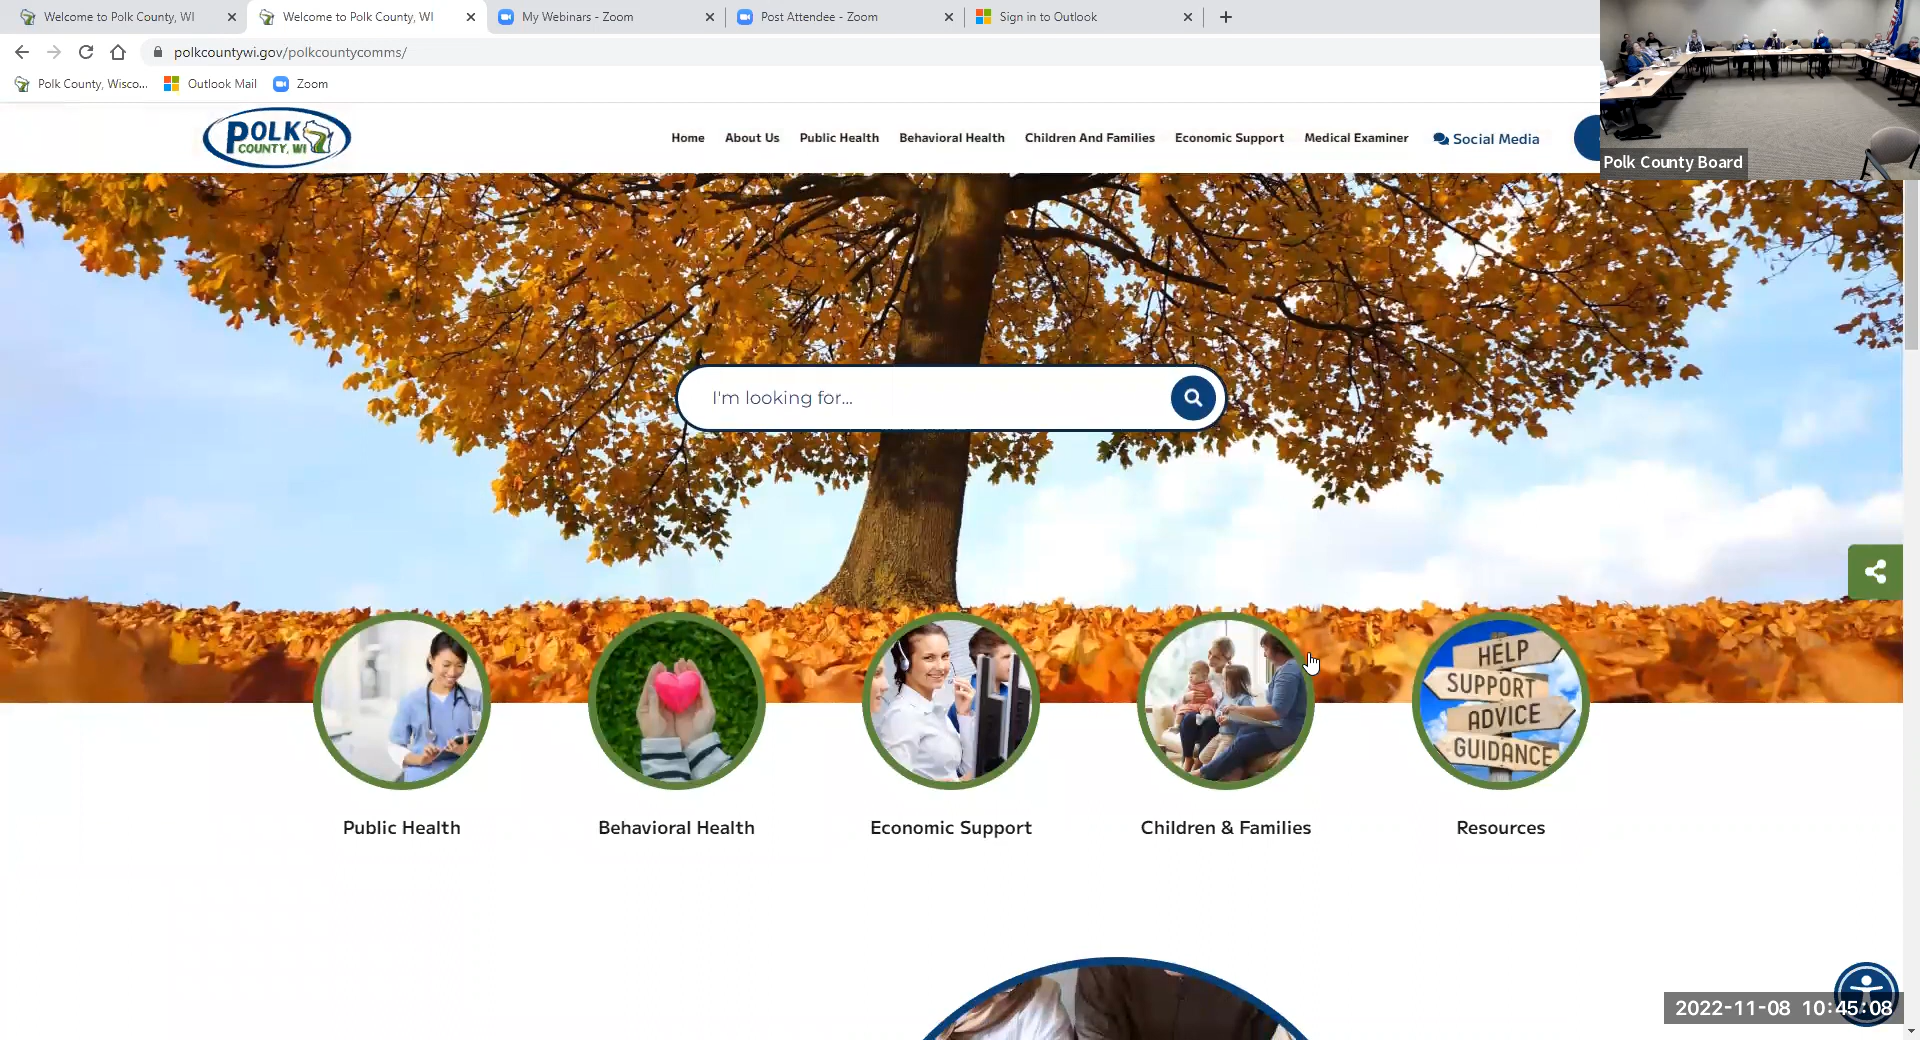 Welcome to Polk County, WI
Welcome to Polk County, WI
My Webinars - Zoom
Post Attendee - Zoom
Sign in to Outlook
polkcountywi.gov/polkcountycomms/
Polk County, Wisco...
Outlook Mail
Zoom
POLK
COUNTY, WI
Home
About Us
Public Health
Behavioral Health
Children And Families
Economic Support
Medical Examiner
Social Media
Polk County Board
I'm looking for...
HELP
SUPPORT
ADVICE
GUIDANCE
Public Health
Behavioral Health
Economic Support
Children & Families
Resources
2022-11-08 10:45:08